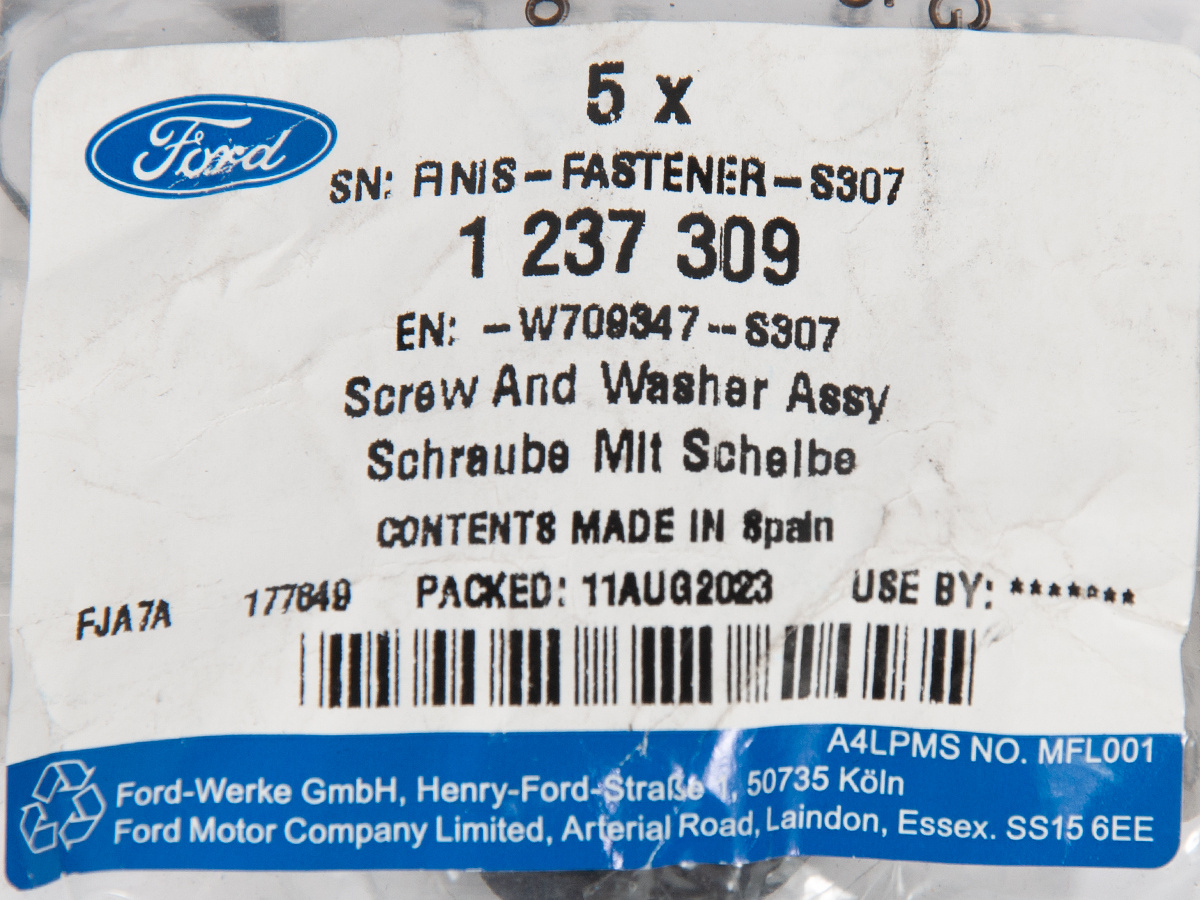 Ford
5 x
SN: FINIS-FASTENER-S307
1 237 309
EN: -W709347--S307
Screw And Washer Assy
Schraube Mit Scheibe
CONTENTS MADE IN Spain
FJA7A 177849 PACKED: 11AUG2023 USE BY: *******
A4LPMS NO. MFL001
Ford-Werke GmbH, Henry-Ford-Straße 1, 50735 Köln
Ford Motor Company Limited, Arterial Road, Laindon, Essex. SS15 6EE